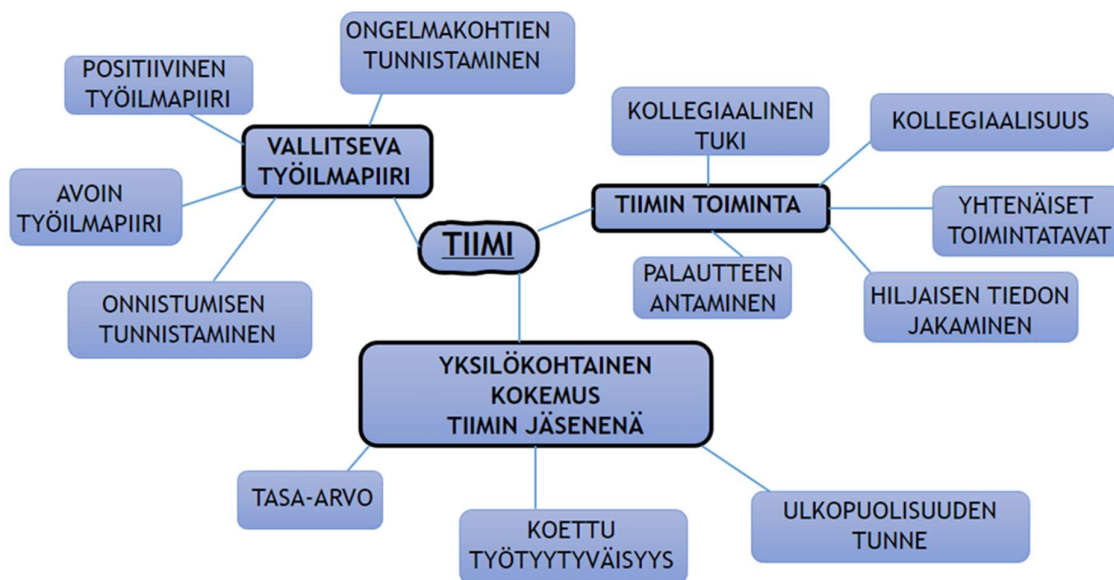 ONGELMAKOHTIEN
TUNNISTAMINEN
POSITIIVINEN
TYÖILMAPIIRI
VALLITSEVA
TYÖILMAPIIRI
AVOIN
TYÖILMAPIIRI
ONNISTUMISEN
TUNNISTAMINEN
TIIMI
KOLLEGIAALINEN
TUKI
KOLLEGIAALISUUS
TIIMIN TOIMINTA
YHTENÄISET
TOIMINTATAVAT
PALAUTTEEN
ANTAMINEN
HILJAISEN TIEDON
JAKAMINEN
YKSILÖKOHTAINEN
KOKEMUS
TIIMIN JÄSENENÄ
TASA-ARVO
KOETTU
TYÖTYYTYVÄISYYS
ULKOPUOLISUUDEN
TUNNE